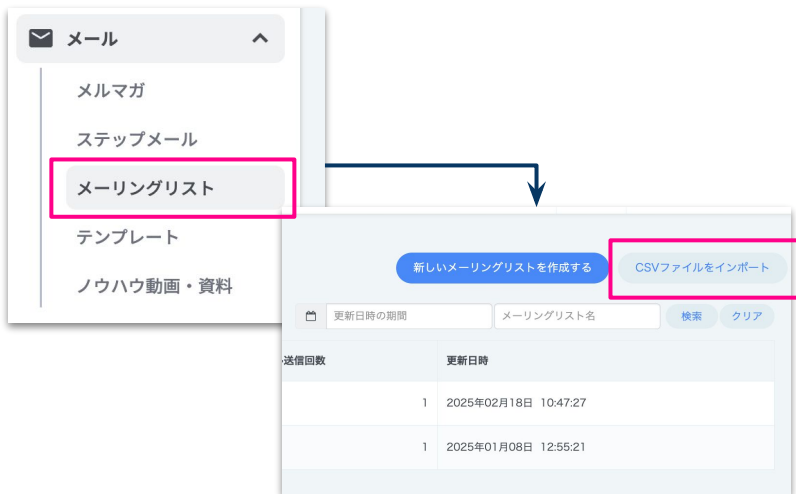 メール
メルマガ
ステップメール
メーリングリスト
テンプレート
ノウハウ動画・資料
新しいメーリングリストを作成する
CSVファイルをインポート
更新日時の期間
メーリングリスト名
検索
クリア
送信回数
更新日時
1
2025年02月18日 10:47:27
1
2025年01月08日 12:55:21